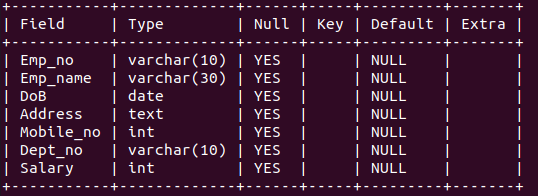 +-----------+-------------+------+-----+---------+-------+
| Field     | Type        | Null | Key | Default | Extra |
+-----------+-------------+------+-----+---------+-------+
| Emp_no    | varchar(10) | YES  |     | NULL    |       |
| Emp_name  | varchar(30) | YES  |     | NULL    |       |
| DoB       | date        | YES  |     | NULL    |       |
| Address   | text        | YES  |     | NULL    |       |
| Mobile_no | int         | YES  |     | NULL    |       |
| Dept_no   | varchar(10) | YES  |     | NULL    |       |
| Salary    | int         | YES  |     | NULL    |       |
+-----------+-------------+------+-----+---------+-------+